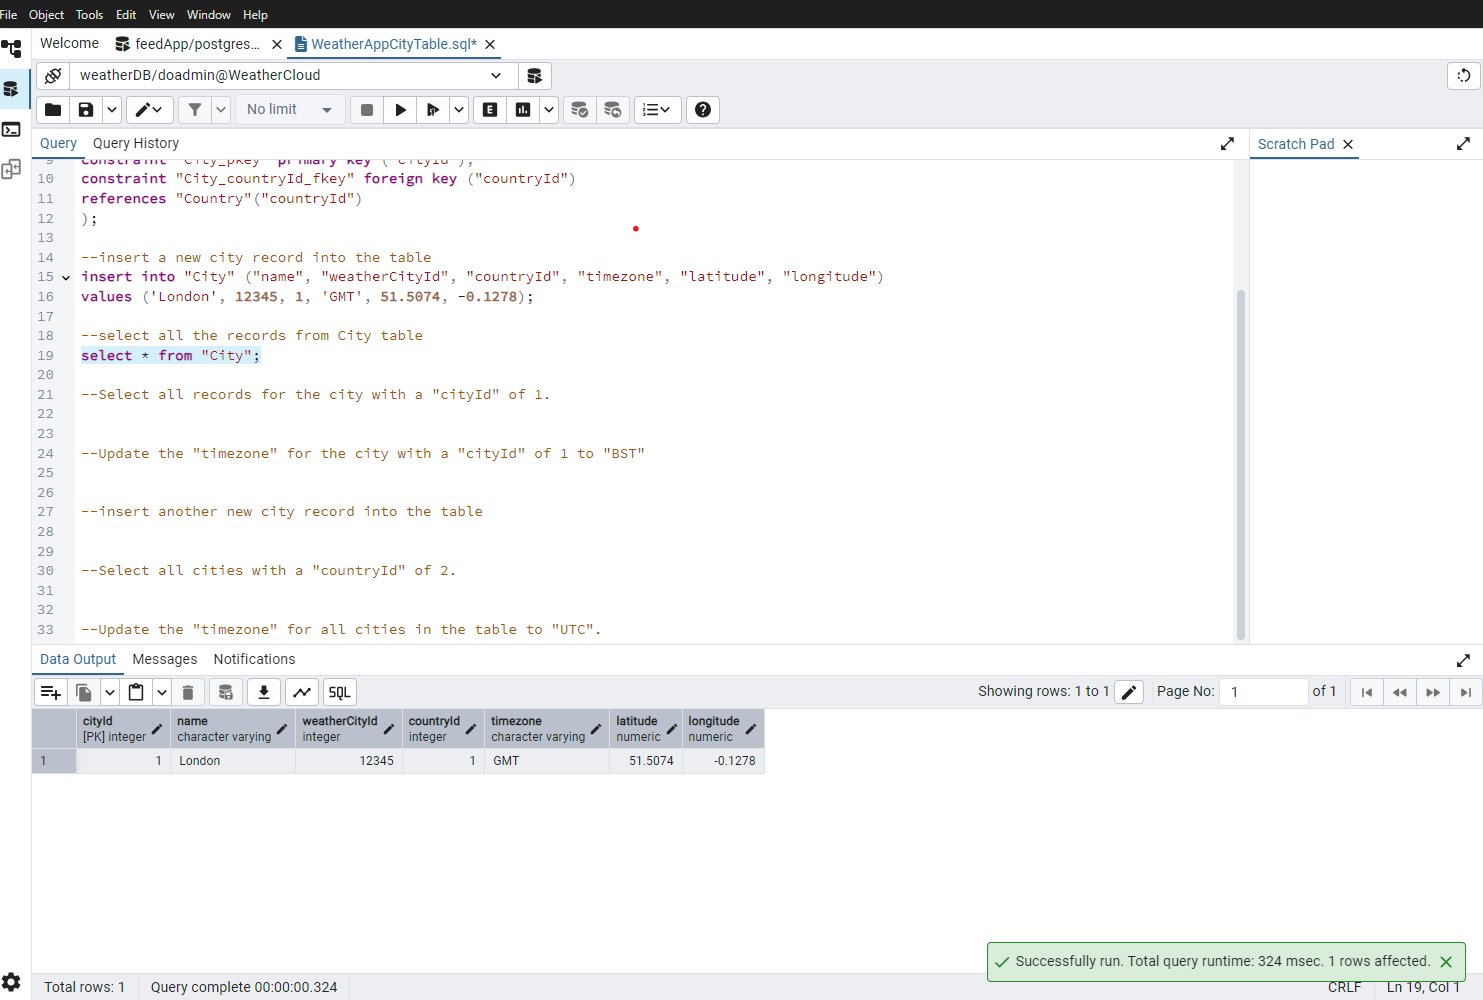 File Object Tools Edit View Window Help
Welcome feedApp/postgres... WeatherAppCityTable.sql*
weatherDB/doadmin@WeatherCloud
No limit E
Query Query History Scratch Pad
9 constraint "City_pkey" primary key ("cityId"),
10 constraint "City_countryId_fkey" foreign key ("countryId")
11 references "Country"("countryId")
12 );
13
14 --insert a new city record into the table
15 insert into "City" ("name", "weatherCityId", "countryId", "timezone", "latitude", "longitude")
16 values ('London', 12345, 1, 'GMT', 51.5074, -0.1278);
17
18 --select all the records from City table
19 select * from "City";
20
21 --Select all records for the city with a "cityId" of 1.
22
23
24 --Update the "timezone" for the city with a "cityId" of 1 to "BST"
25
26
27 --insert another new city record into the table
28
29
30 --Select all cities with a "countryId" of 2.
31
32
33 --Update the "timezone" for all cities in the table to "UTC".
Data Output Messages Notifications
SQL Showing rows: 1 to 1 Page No: 1 of 1
cityId name weatherCityId countryId timezone latitude longitude
[PK] integer character varying integer integer character varying numeric numeric
1 1 London 12345 1 GMT 51.5074 -0.1278
Successfully run. Total query runtime: 324 msec. 1 rows affected.
Total rows: 1 Query complete 00:00:00.324 CRLF Ln 19, Col 1